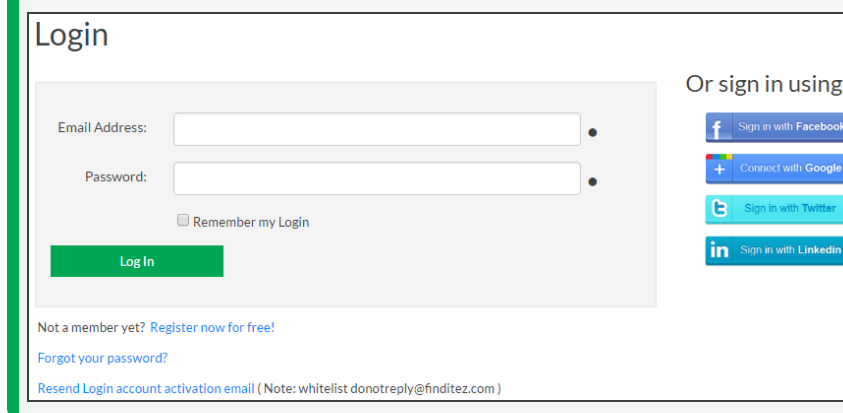 Login
Email Address:
Password:
Remember my Login
Log In
Or sign in using
f Sign in with Facebook
+ Connect with Google
Sign in with Twitter
in Sign in with Linkedin
Not a member yet? Register now for free!
Forgot your password?
Resend Login account activation email ( Note: whitelist donotreply@finditez.com )